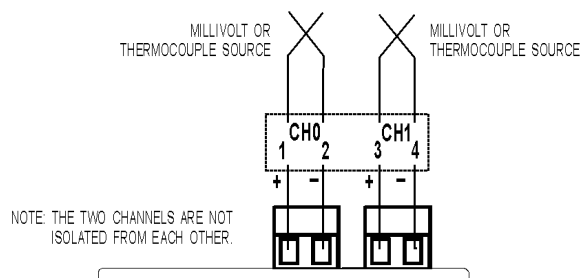 MILLIVOLT OR
THERMOCOUPLE SOURCE
MILLIVOLT OR
THERMOCOUPLE SOURCE
CH0 CH1
1 2 3 4
+ − + −
NOTE: THE TWO CHANNELS ARE NOT
ISOLATED FROM EACH OTHER.